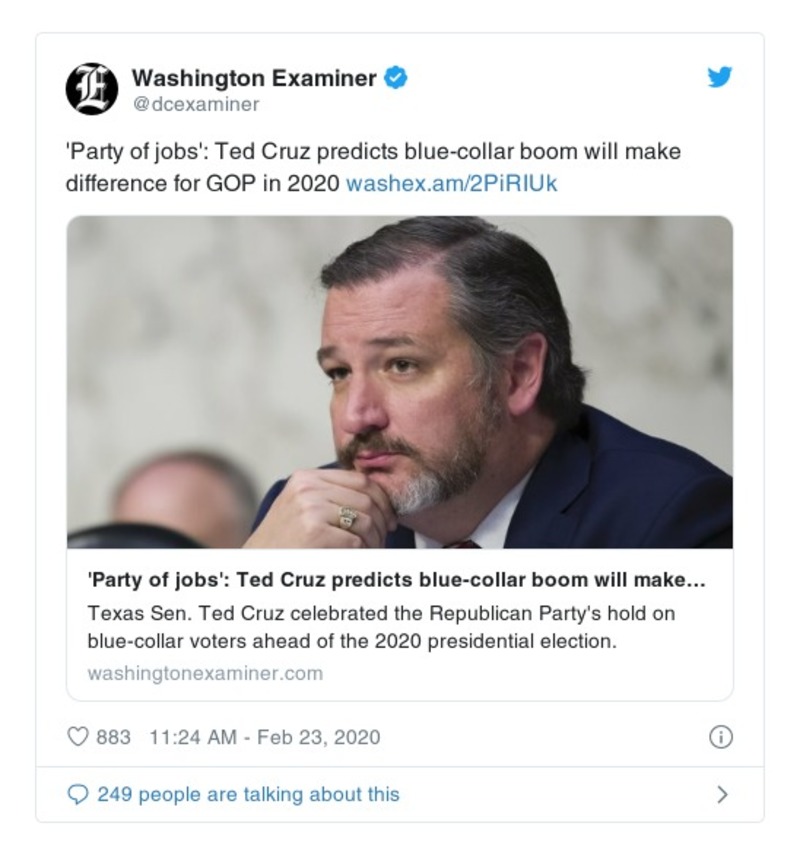 Washington Examiner
@dcexaminer
'Party of jobs': Ted Cruz predicts blue-collar boom will make
difference for GOP in 2020 washex.am/2PiRIUk
'Party of jobs': Ted Cruz predicts blue-collar boom will make...
Texas Sen. Ted Cruz celebrated the Republican Party's hold on
blue-collar voters ahead of the 2020 presidential election.
washingtonexaminer.com
883 11:24 AM - Feb 23, 2020
249 people are talking about this